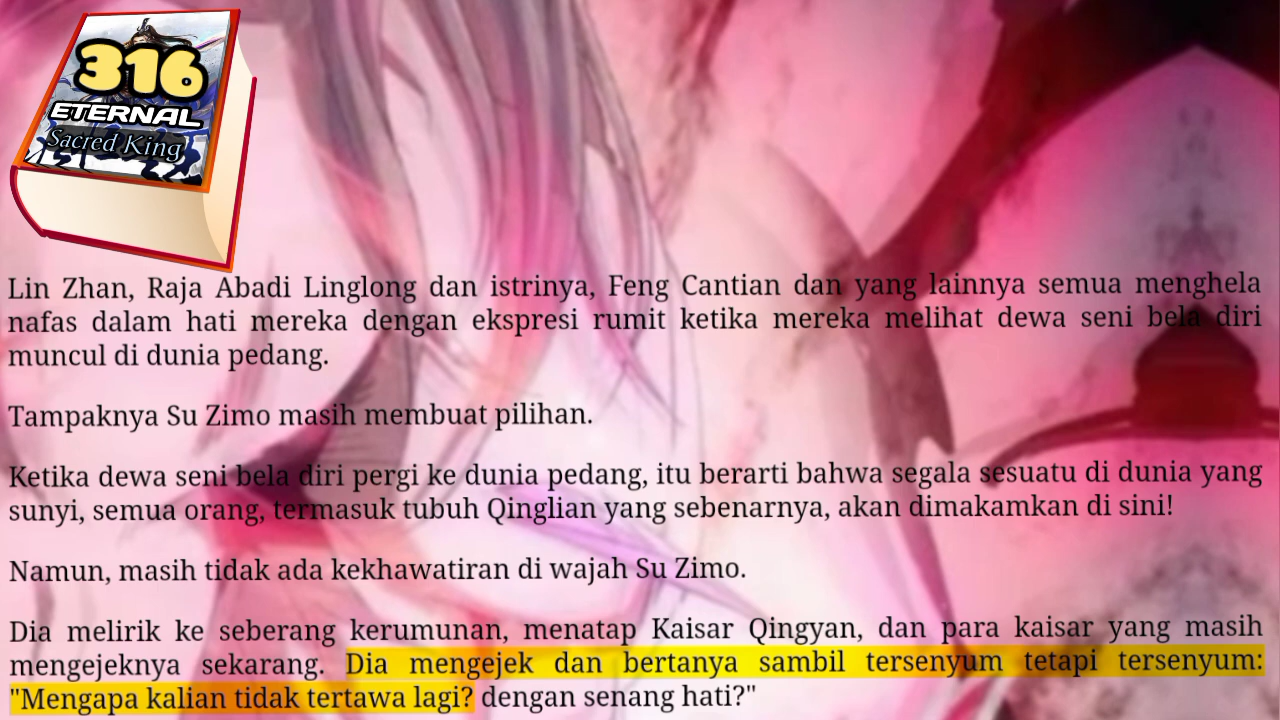 316
ETERNAL
Sacred King
Lin Zhan, Raja Abadi Linglong dan istrinya, Feng Cantian dan yang lainnya semua menghela
nafas dalam hati mereka dengan ekspresi rumit ketika mereka melihat dewa seni bela diri
muncul di dunia pedang.
Tampaknya Su Zimo masih membuat pilihan.
Ketika dewa seni bela diri pergi ke dunia pedang, itu berarti bahwa segala sesuatu di dunia yang
sunyi, semua orang, termasuk tubuh Qinglian yang sebenarnya, akan dimakamkan di sini!
Namun, masih tidak ada kekhawatiran di wajah Su Zimo.
Dia melirik ke seberang kerumunan, menatap Kaisar Qingyan, dan para kaisar yang masih
mengejeknya sekarang. Dia mengejek dan bertanya sambil tersenyum tetapi tersenyum:
"Mengapa kalian tidak tertawa lagi? dengan senang hati?"